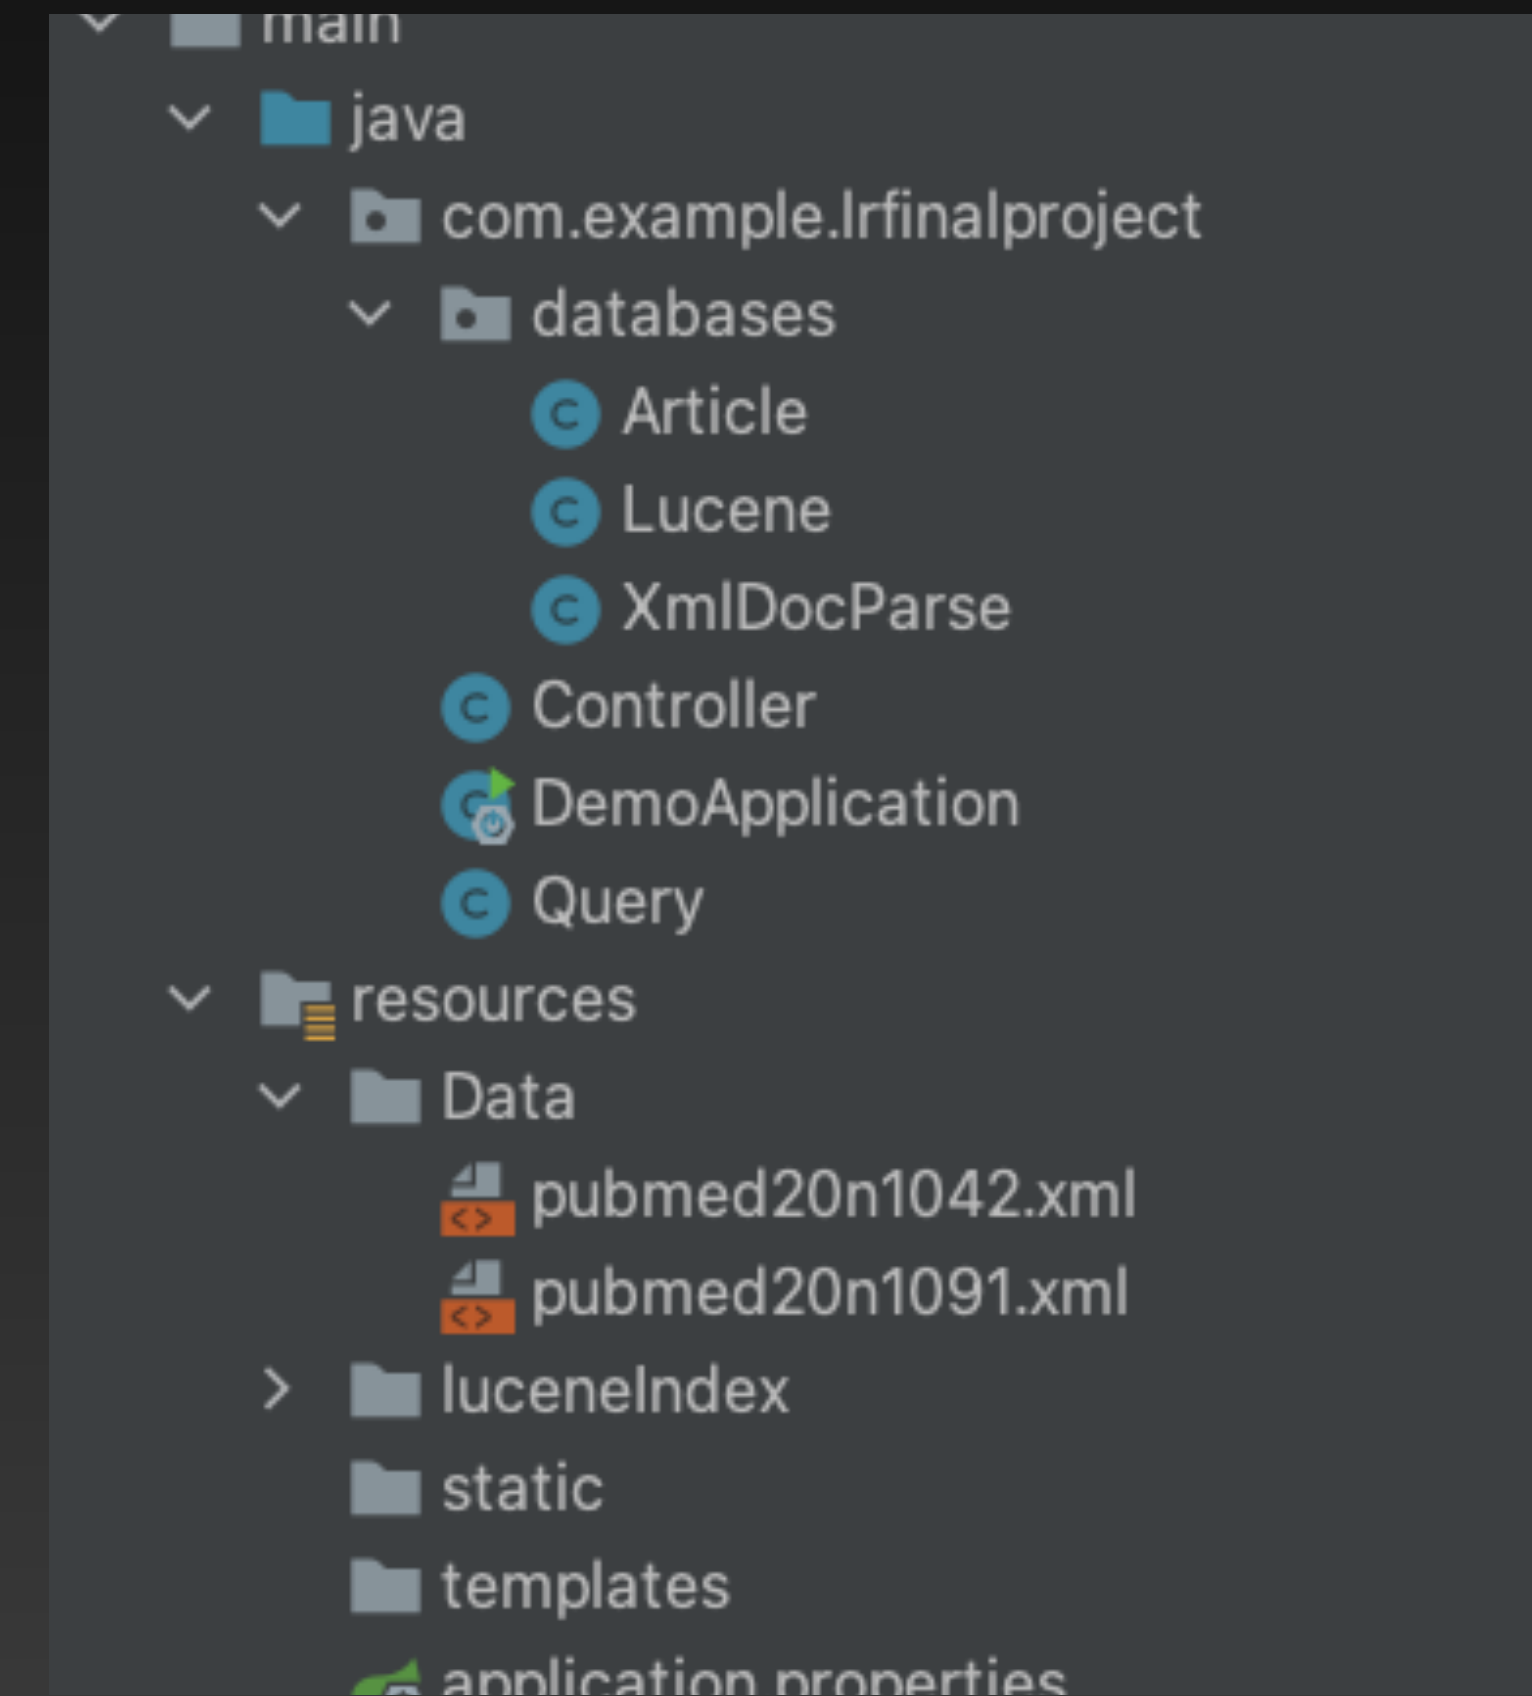 main
java
com.example.lrfinalproject
databases
Article
Lucene
XmlDocParse
Controller
DemoApplication
Query
resources
Data
pubmed20n1042.xml
pubmed20n1091.xml
luceneIndex
static
templates
application.properties